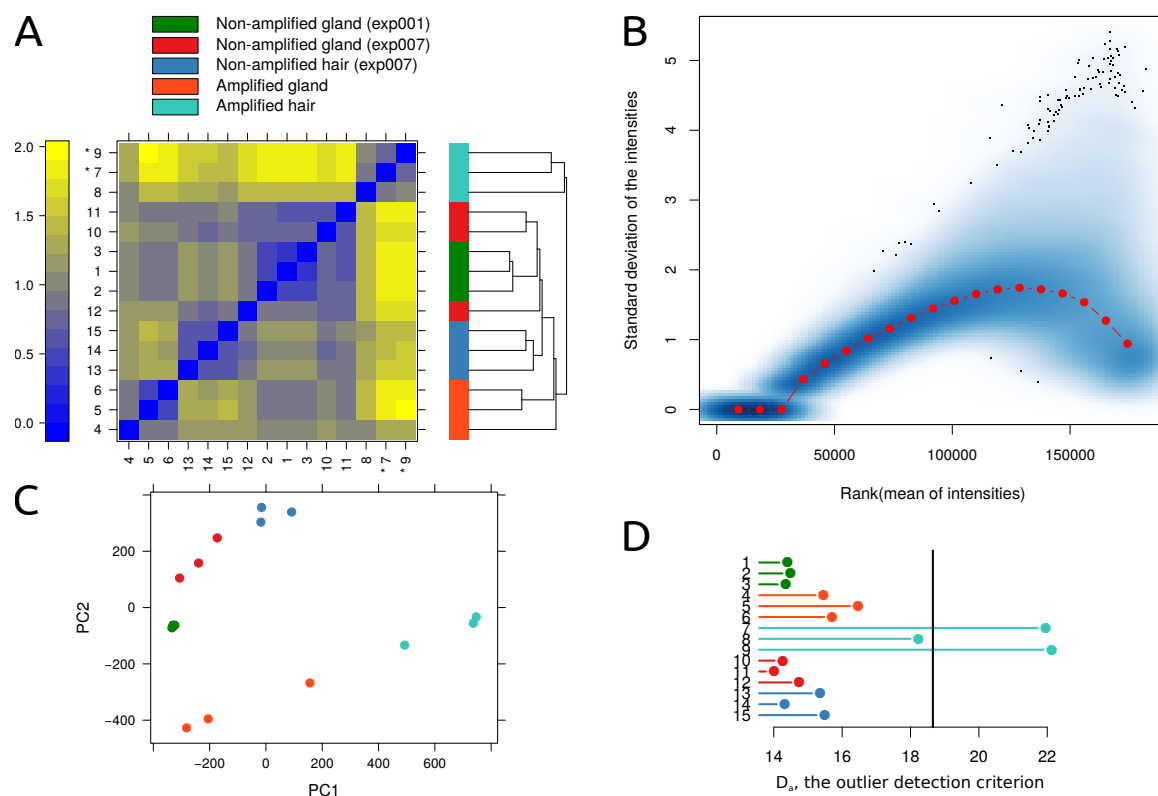 A
Non-amplified gland (exp001)
Non-amplified gland (exp007)
Non-amplified hair (exp007)
Amplified gland
Amplified hair
2.0
1.5
1.0
0.5
0.0
* 9
* 7
8
11
10
3
1
2
12
15
14
13
6
5
4
4 5 6 13 14 15 12 2 1 3 10 11 8 * 7 * 9
B
Standard deviation of the intensities
5
4
3
2
1
0
0 50000 100000 150000
Rank(mean of intensities)
C
PC2
200
0
−200
−400
−200 0 200 400 600
PC1
D
1
2
3
4
5
6
7
8
9
10
11
12
13
14
15
14 16 18 20 22
Da, the outlier detection criterion